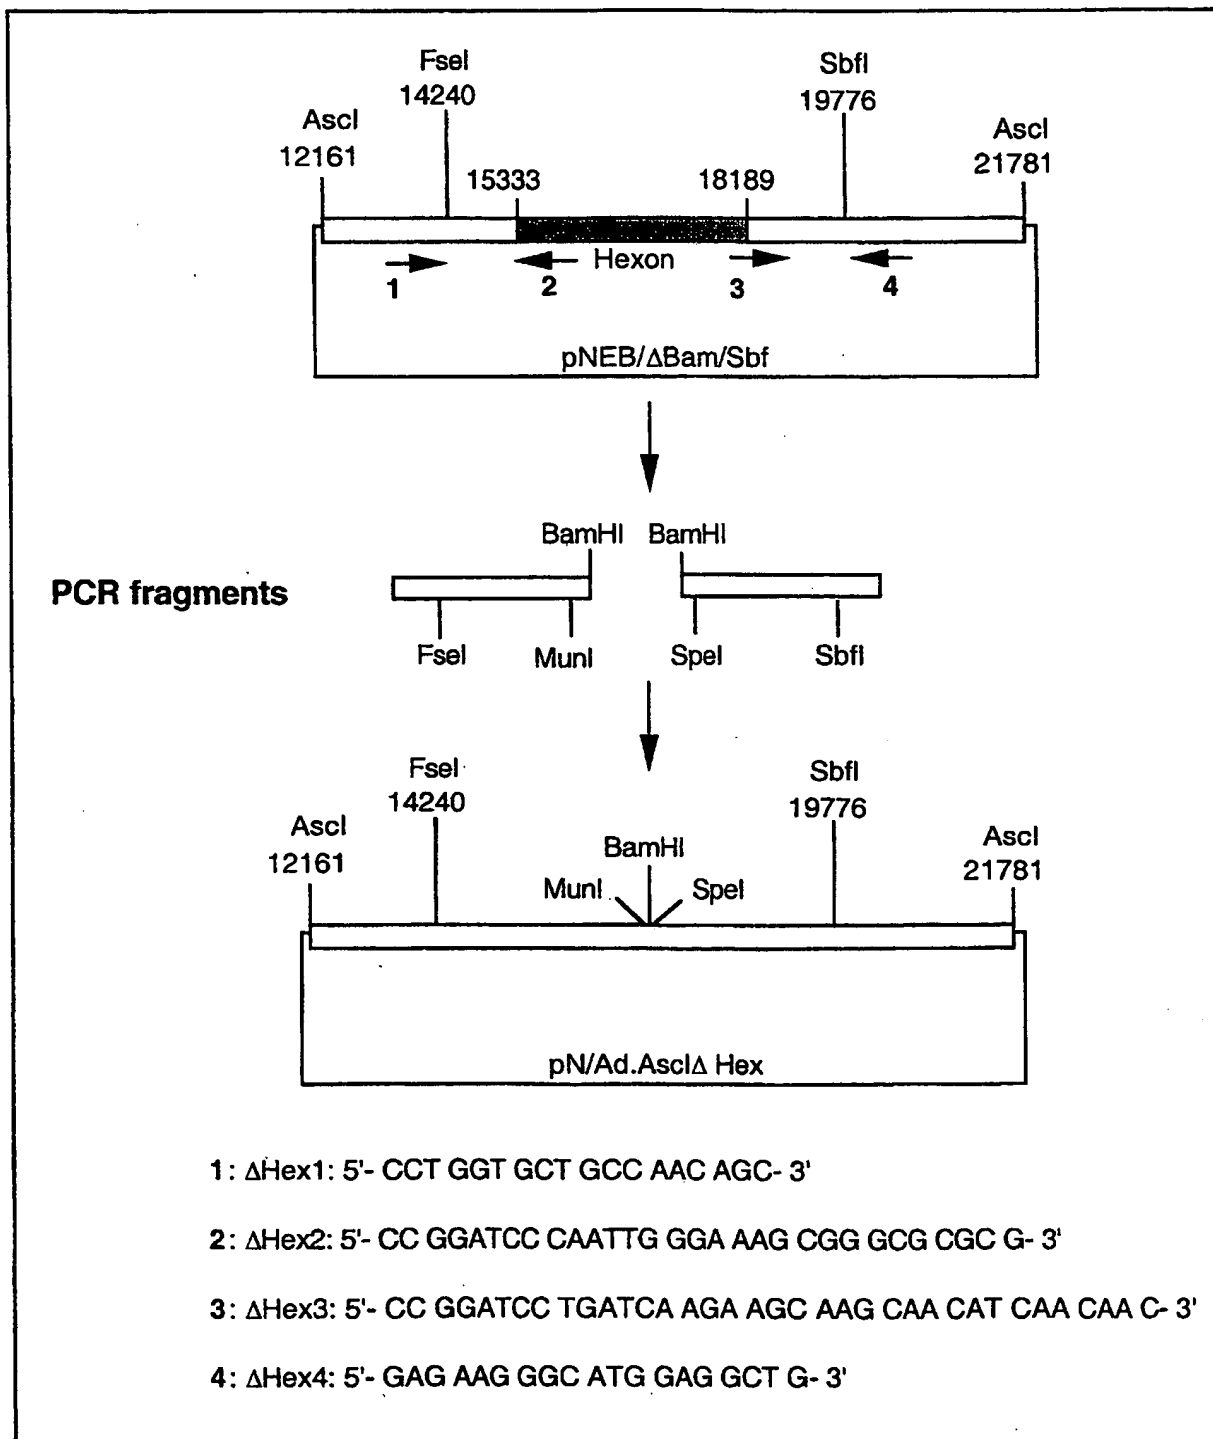 FseI
14240
SbfI
19776
AscI
12161
AscI
21781
15333
18189
Hexon
1
2
3
4
pNEB/ΔBam/Sbf
BamHI BamHI
PCR fragments
FseI
MunI
SpeI
SbfI
FseI
14240
SbfI
19776
AscI
12161
BamHI
AscI
21781
MunI
SpeI
pN/Ad.AscIΔ Hex
1: ΔHex1: 5'- CCT GGT GCT GCC AAC AGC- 3'
2: ΔHex2: 5'- CC GGATCC CAATTG GGA AAG CGG GCG CGC G- 3'
3: ΔHex3: 5'- CC GGATCC TGATCA AGA AGC AAG CAA CAT CAA CAA C- 3'
4: ΔHex4: 5'- GAG AAG GGC ATG GAG GCT G- 3'